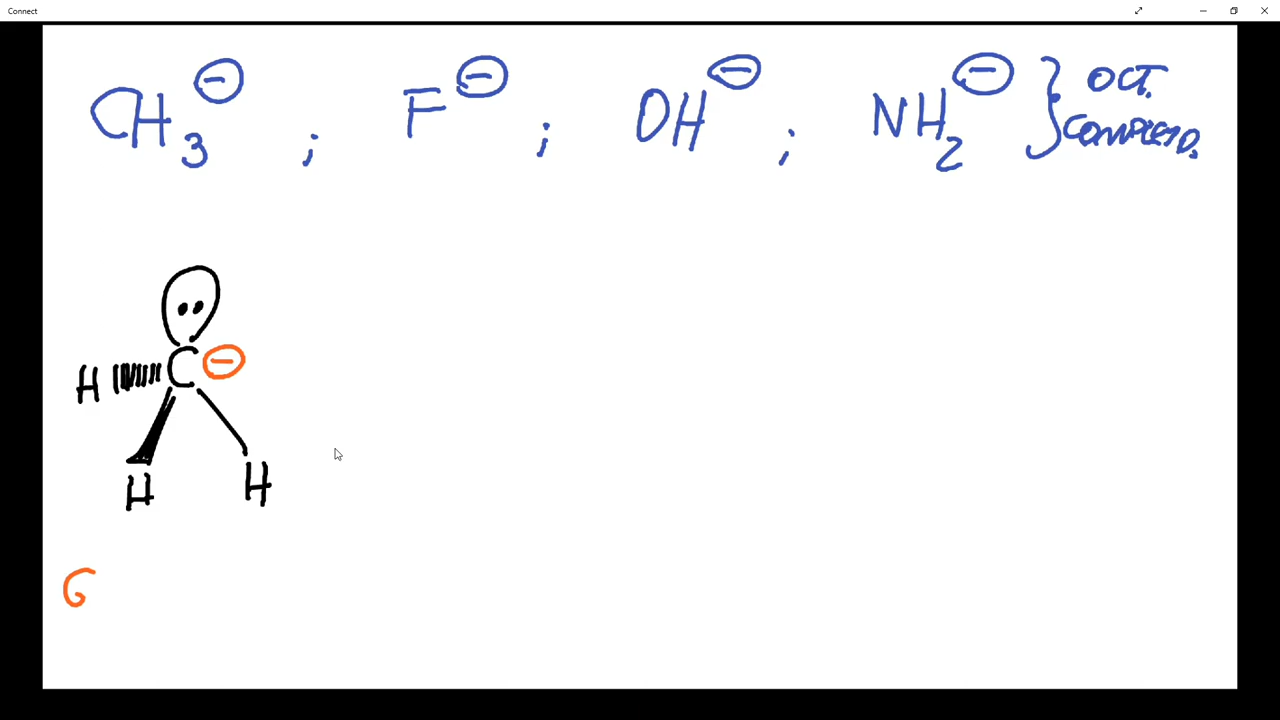 Connect
CH3⊖ ; F⊖ ; OH⊖ ; NH2⊖ } OCT.
COMPLETO.
C ⊖
H
H H
G